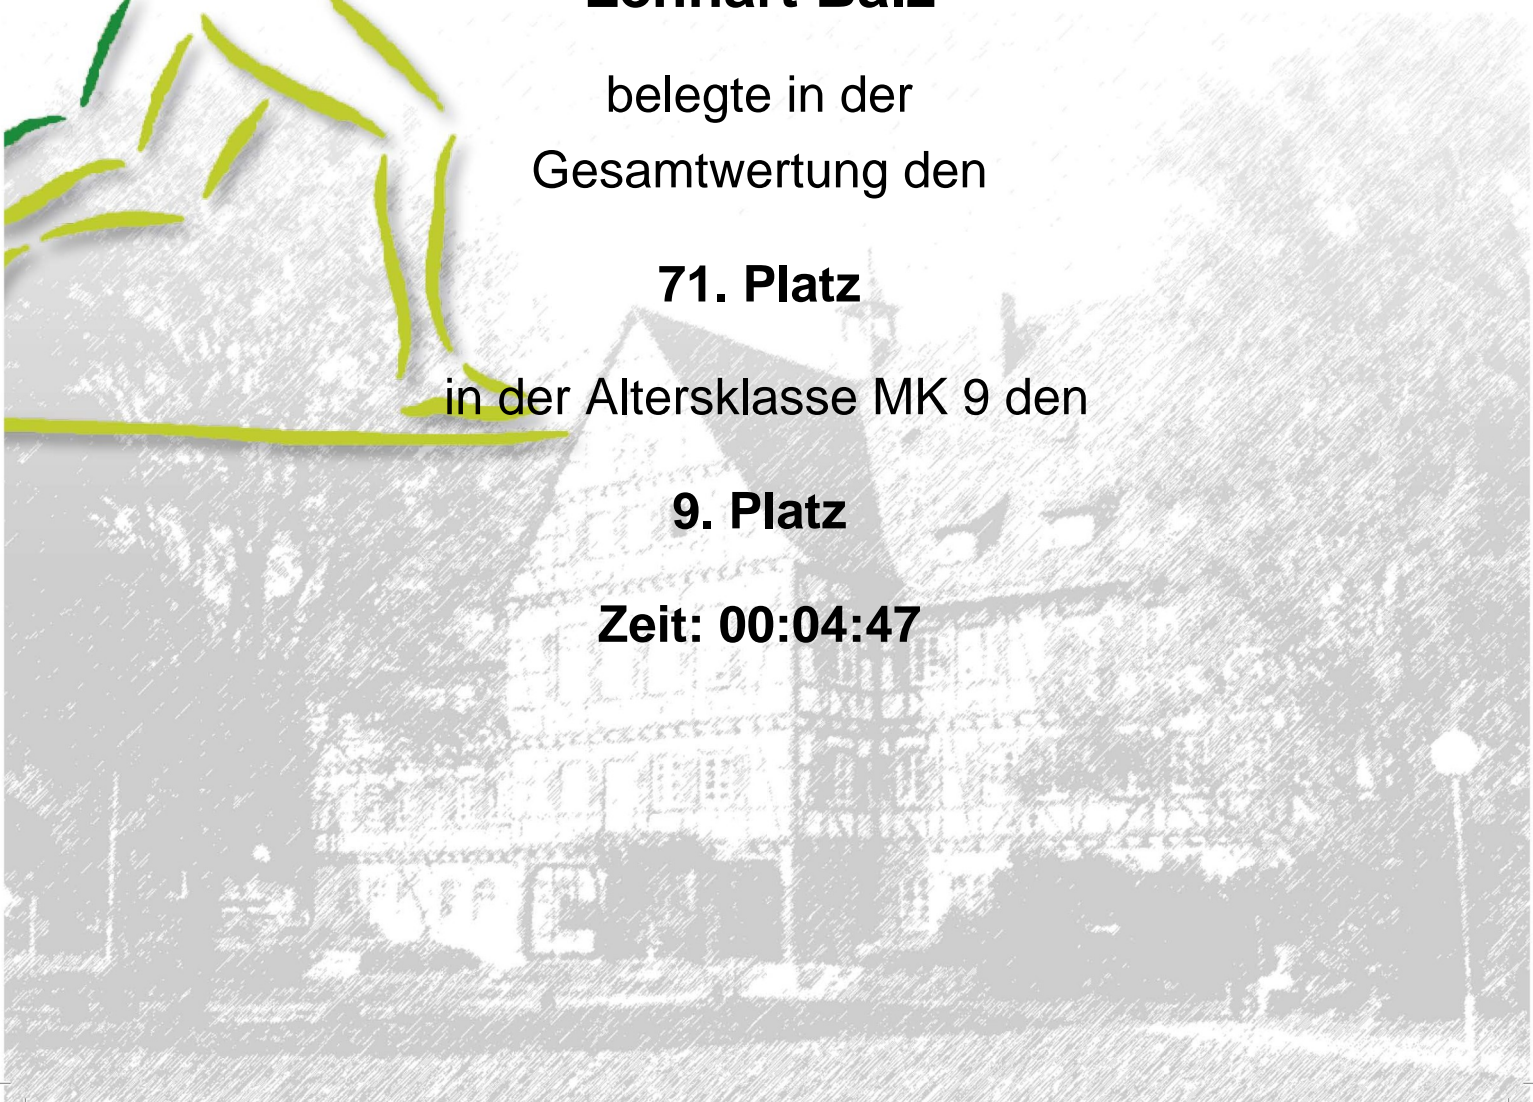 belegte in der
Gesamtwertung den
71. Platz
in der Altersklasse MK 9 den
9. Platz
Zeit: 00:04:47